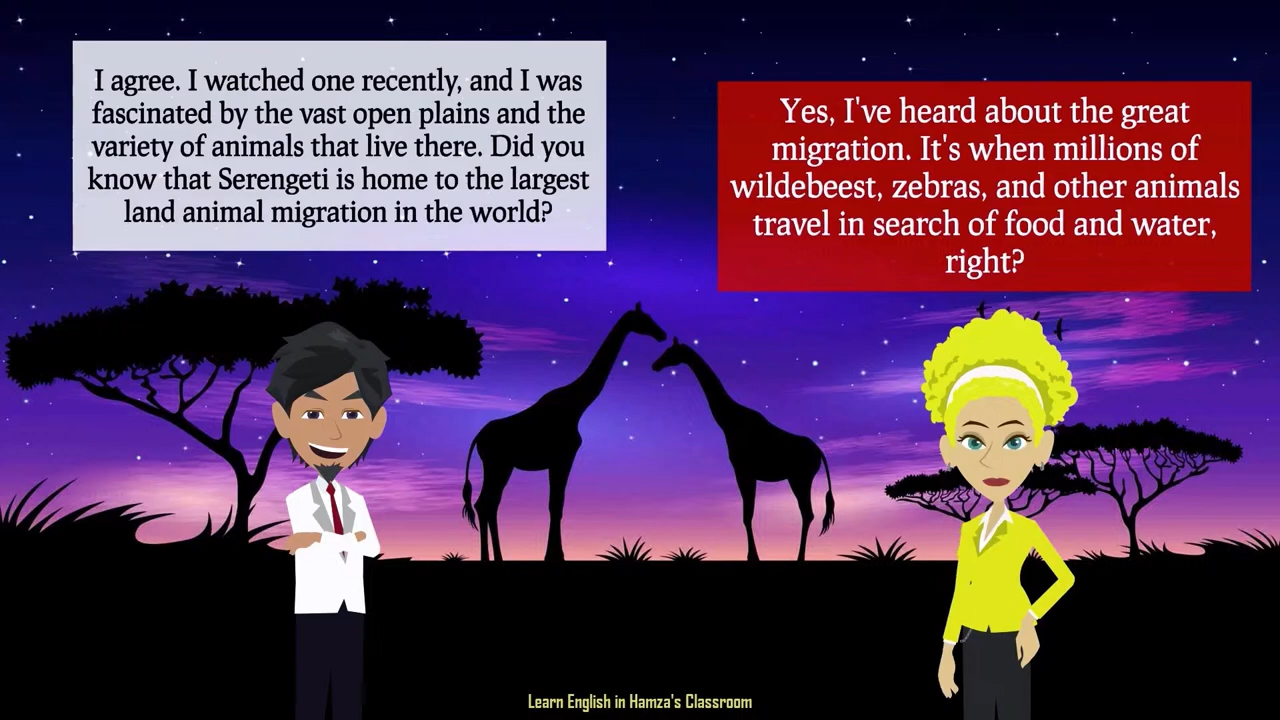 I agree. I watched one recently, and I was
fascinated by the vast open plains and the
variety of animals that live there. Did you
know that Serengeti is home to the largest
land animal migration in the world?
Yes, I've heard about the great
migration. It's when millions of
wildebeest, zebras, and other animals
travel in search of food and water,
right?
Learn English in Hamza's Classroom